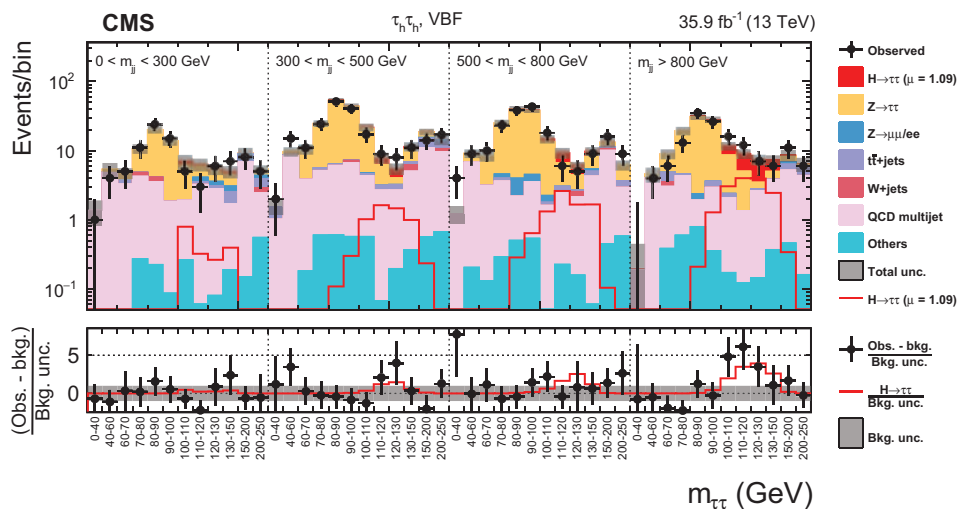 CMS
τhτh, VBF
35.9 fb⁻¹ (13 TeV)
Events/bin
10²
10
1
10⁻¹
0 < mjj < 300 GeV
300 < mjj < 500 GeV
500 < mjj < 800 GeV
mjj > 800 GeV
Observed
H→ττ (μ = 1.09)
Z→ττ
Z→μμ/ee
tt̄+jets
W+jets
QCD multijet
Others
Total unc.
H→ττ (μ = 1.09)
(Obs. - bkg.)
Bkg. unc.
5
0
Obs. - bkg.
Bkg. unc.
H→ττ
Bkg. unc.
Bkg. unc.
0-40 40-60 60-70 70-80 80-90 90-100 100-110 110-120 120-130 130-150 150-200 200-250 0-40 40-60 60-70 70-80 80-90 90-100 100-110 110-120 120-130 130-150 150-200 200-250 0-40 40-60 60-70 70-80 80-90 90-100 100-110 110-120 120-130 130-150 150-200 200-250 0-40 40-60 60-70 70-80 80-90 90-100 100-110 110-120 120-130 130-150 150-200 200-250
mττ (GeV)